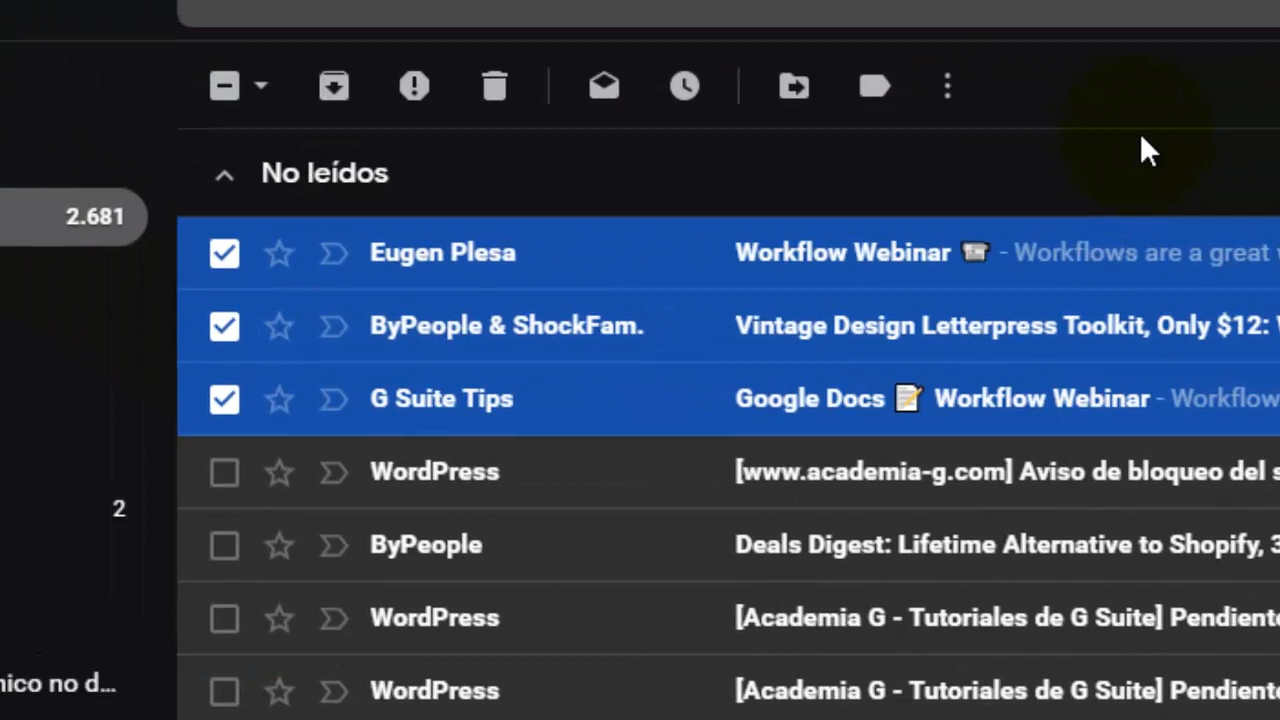 No leídos
2.681
Eugen Plesa Workflow Webinar - Workflows are a great
ByPeople & ShockFam. Vintage Design Letterpress Toolkit, Only $12:
G Suite Tips Google Docs 📝 Workflow Webinar - Workflow
WordPress [www.academia-g.com] Aviso de bloqueo del s
2
ByPeople Deals Digest: Lifetime Alternative to Shopify, 3
WordPress [Academia G - Tutoriales de G Suite] Pendiente
nico no d... WordPress [Academia G - Tutoriales de G Suite] Pendiente